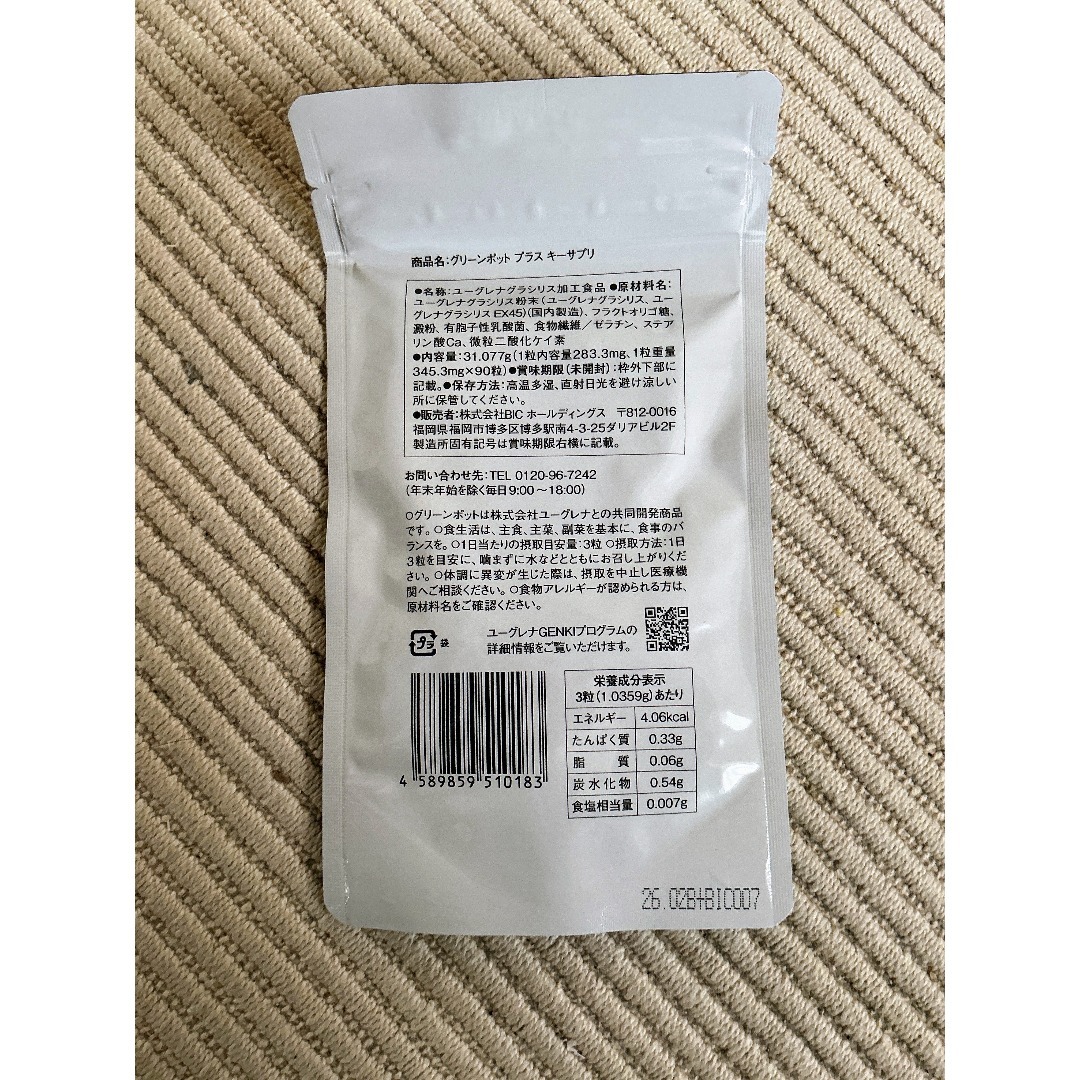 商品名:グリーンポット プラス キーサプリ
●名称:ユーグレナグラシリス加工食品 ●原材料名:
ユーグレナグラシリス粉末(ユーグレナグラシリス、ユー
グレナグラシリスEX45)(国内製造)、フラクトオリゴ糖、
澱粉、有胞子性乳酸菌、食物繊維/ゼラチン、ステア
リン酸Ca、微粒二酸化ケイ素
●内容量:31.077g(1粒内容量283.3mg、1粒重量
345.3mg×90粒)●賞味期限(未開封):枠外下部に
記載。●保存方法:高温多湿、直射日光を避け涼しい
所に保管してください。
●販売者:株式会社BIC ホールディングス 〒812-0016
福岡県福岡市博多区博多駅南4-3-25ダリアビル2F
製造所固有記号は賞味期限右横に記載。
お問い合わせ先:TEL 0120-96-7242
(年末年始を除く毎日9:00〜18:00)
○グリーンポットは株式会社ユーグレナとの共同開発商品
です。○食生活は、主食、主菜、副菜を基本に、食事のバ
ランスを。○1日当たりの摂取目安量:3粒 ○摂取方法:1日
3粒を目安に、噛まずに水などとともにお召し上がりくだ
さい。○体調に異変が生じた際は、摂取を中止し医療機
関へご相談ください。○食物アレルギーが認められる方は、
原材料名をご確認ください。
プラ 袋
ユーグレナGENKIプログラムの
詳細情報をご覧いただけます。
4 589859 510183
栄養成分表示
3粒(1.0359g)あたり
エネルギー 4.06kcal
たんぱく質 0.33g
脂質 0.06g
炭水化物 0.54g
食塩相当量 0.007g
26.02B+BIC007